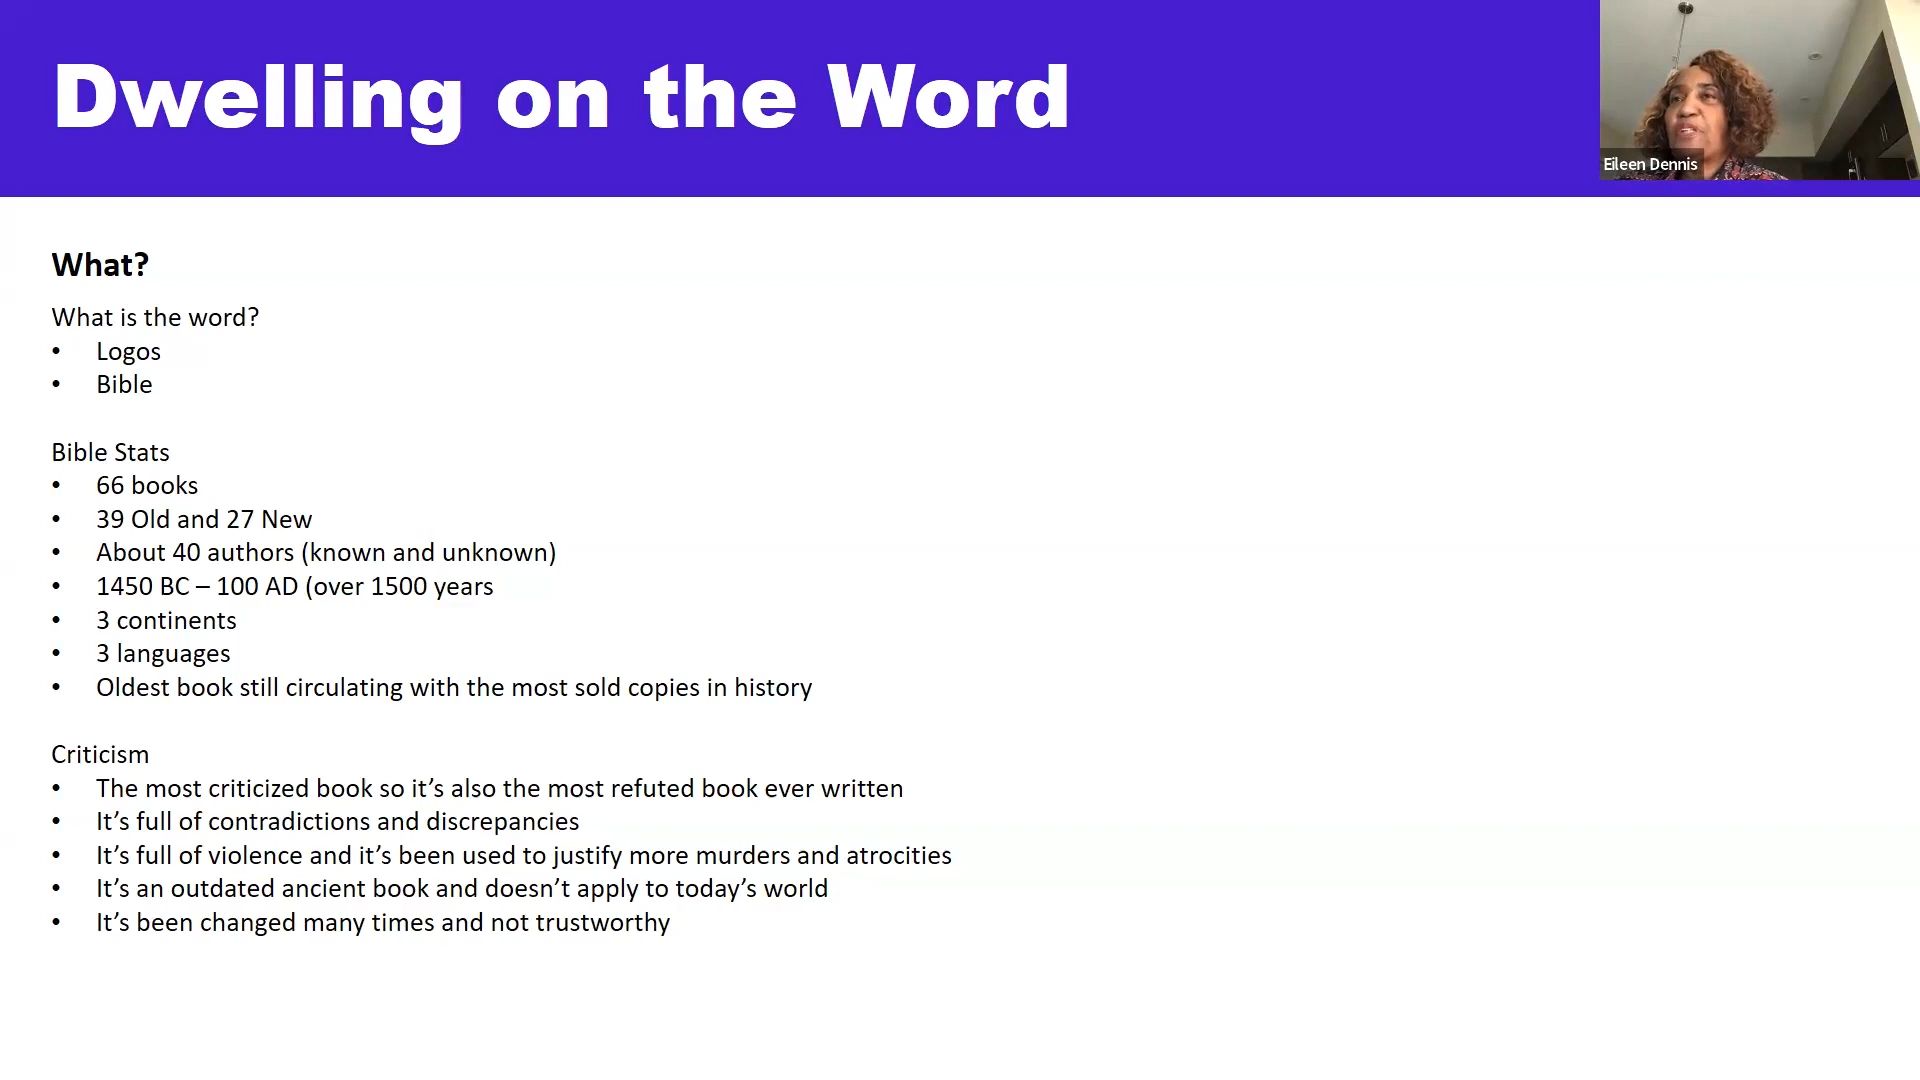 Dwelling on the Word
Eileen Dennis
What?
What is the word?
• Logos
• Bible
Bible Stats
• 66 books
• 39 Old and 27 New
• About 40 authors (known and unknown)
• 1450 BC – 100 AD (over 1500 years
• 3 continents
• 3 languages
• Oldest book still circulating with the most sold copies in history
Criticism
• The most criticized book so it’s also the most refuted book ever written
• It’s full of contradictions and discrepancies
• It’s full of violence and it’s been used to justify more murders and atrocities
• It’s an outdated ancient book and doesn’t apply to today’s world
• It’s been changed many times and not trustworthy